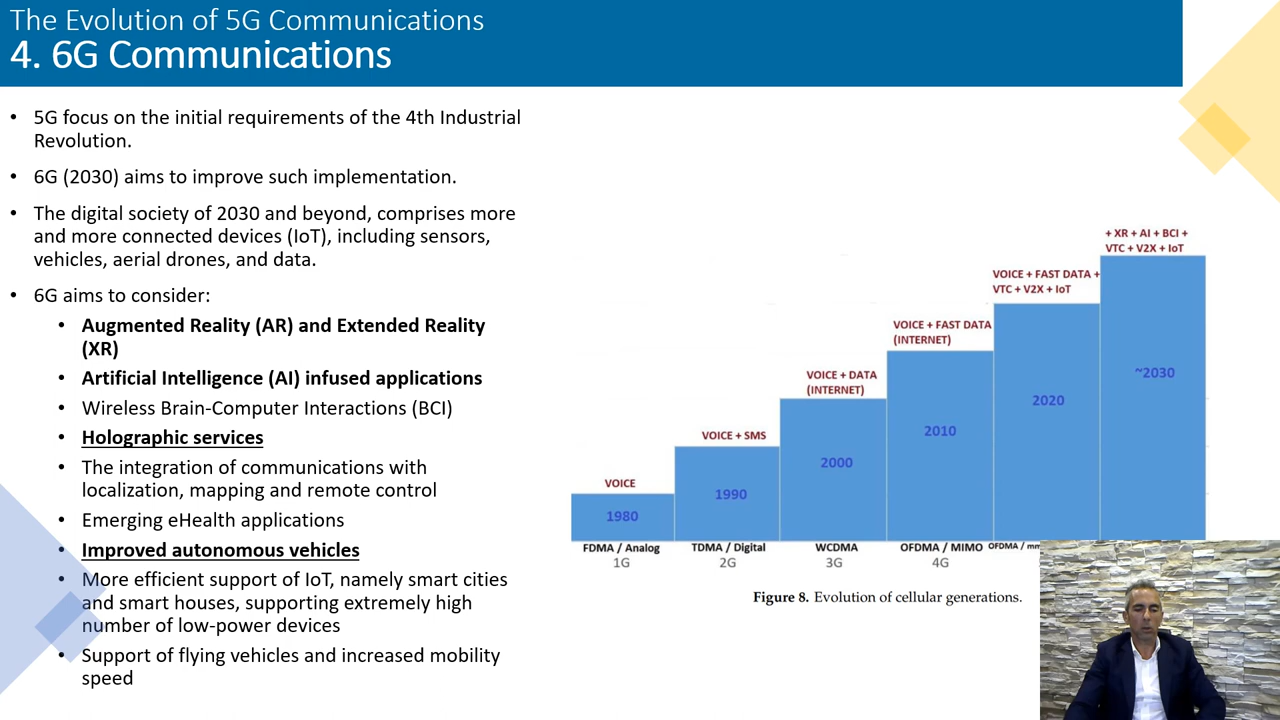 The Evolution of 5G Communications
4. 6G Communications
• 5G focus on the initial requirements of the 4th Industrial
Revolution.
• 6G (2030) aims to improve such implementation.
• The digital society of 2030 and beyond, comprises more
and more connected devices (IoT), including sensors,
vehicles, aerial drones, and data.
• 6G aims to consider:
• Augmented Reality (AR) and Extended Reality
(XR)
• Artificial Intelligence (AI) infused applications
• Wireless Brain-Computer Interactions (BCI)
• Holographic services
• The integration of communications with
localization, mapping and remote control
• Emerging eHealth applications
• Improved autonomous vehicles
• More efficient support of IoT, namely smart cities
and smart houses, supporting extremely high
number of low-power devices
• Support of flying vehicles and increased mobility
speed
VOICE
1980
FDMA / Analog
1G
VOICE + SMS
1990
TDMA / Digital
2G
VOICE + DATA
(INTERNET)
2000
WCDMA
3G
VOICE + FAST DATA
(INTERNET)
2010
OFDMA / MIMO
4G
VOICE + FAST DATA +
VTC + V2X + IoT
2020
OFDMA /
+ XR + AI + BCI +
VTC + V2X + IoT
~2030
Figure 8. Evolution of cellular generations.